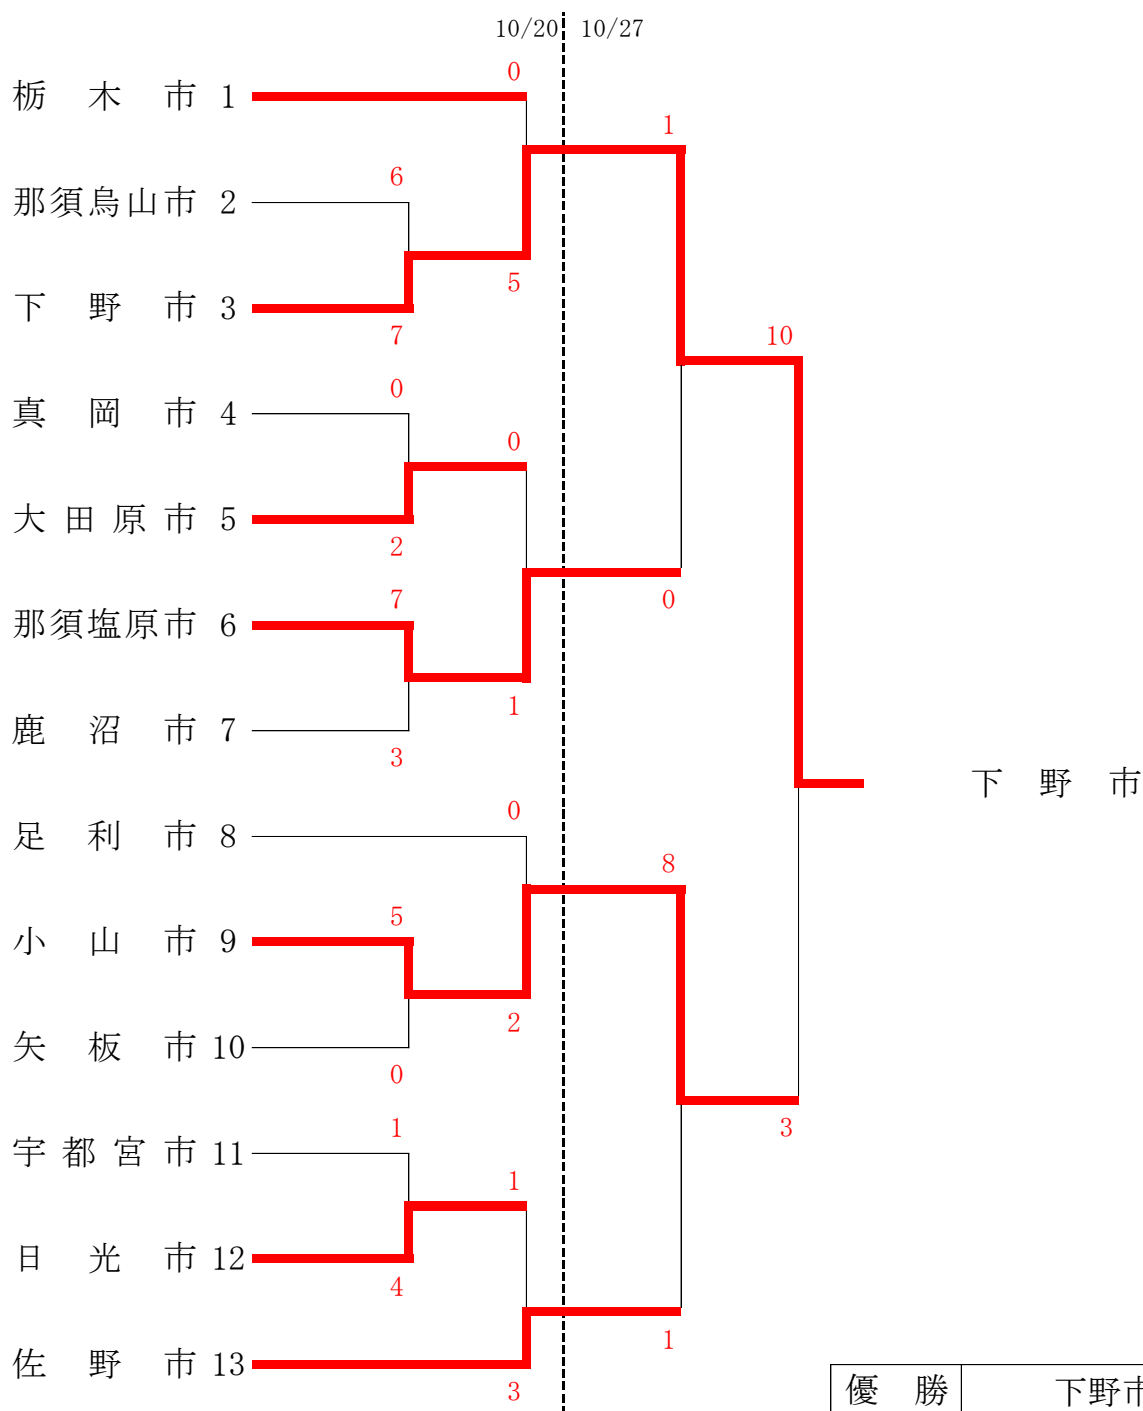 10/20 10/27
0
栃木市 1
1
6
那須烏山市 2
5
下野市 3
7
10
0
真岡市 4
0
大田原市 5
2
7
0
那須塩原市 6
1
鹿沼市 7
3
下野市
0
足利市 8
8
5
小山市 9
2
矢板市 10
0
1
3
宇都宮市 11
1
日光市 12
4
1
佐野市 13
3
優勝 下野市